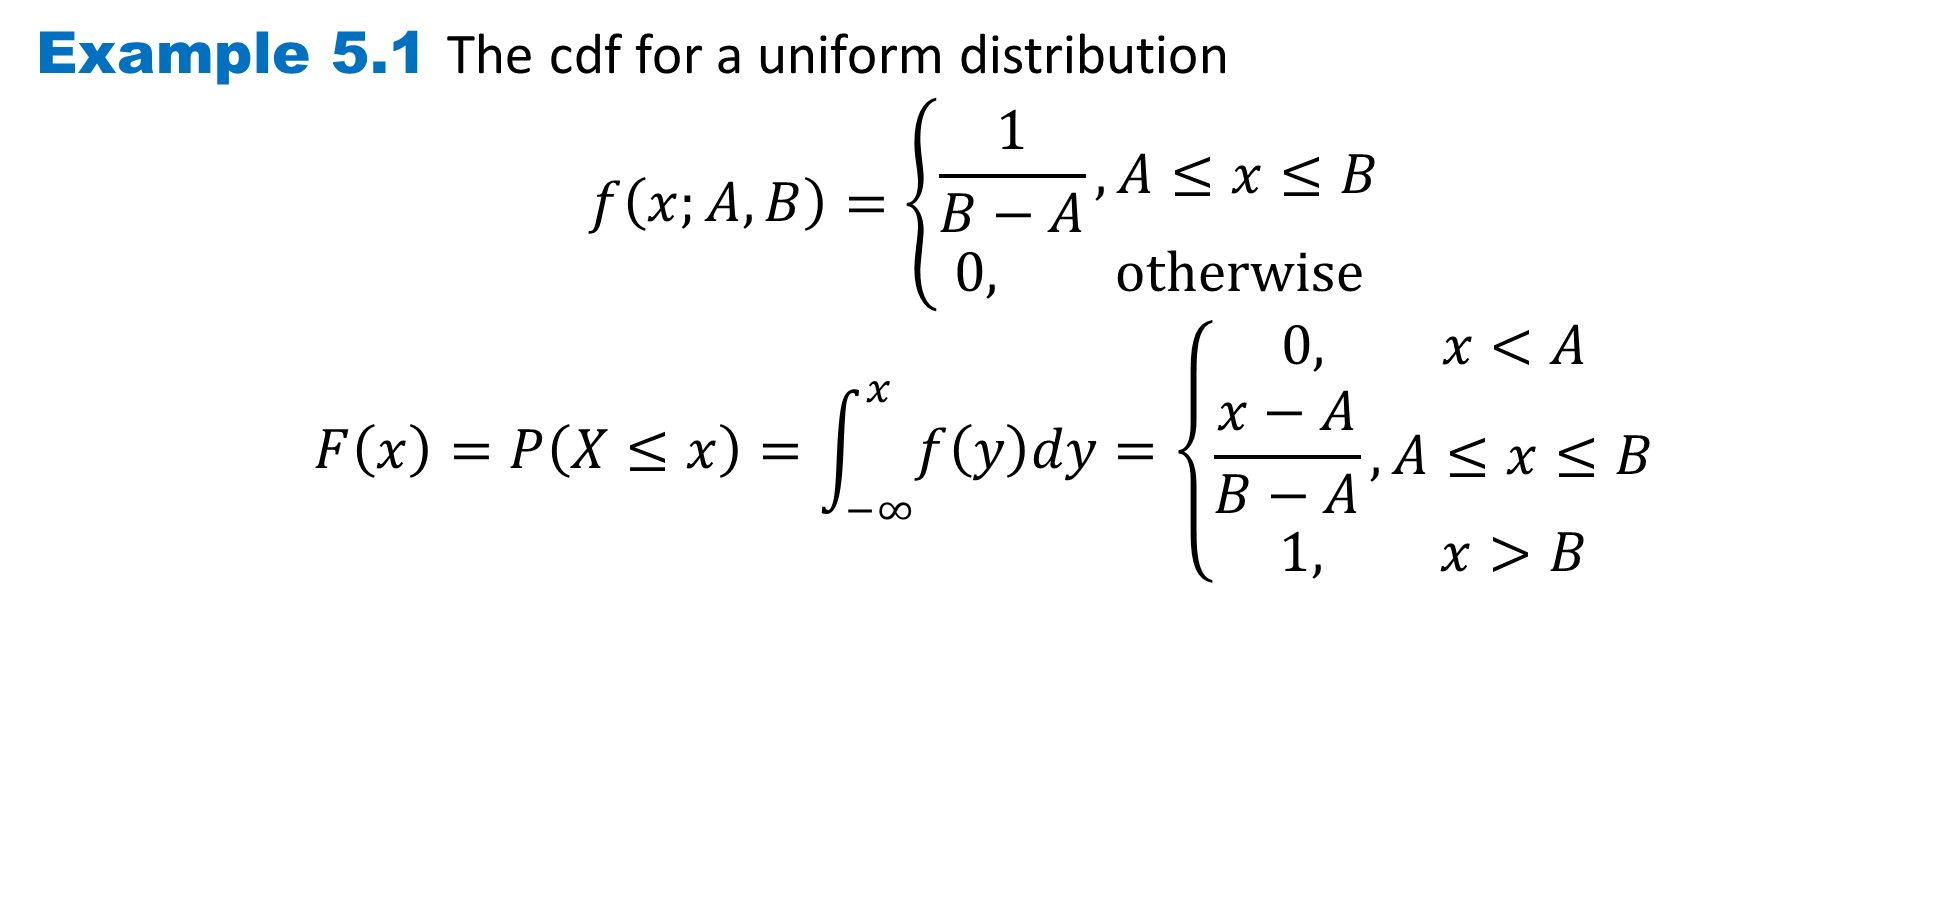 Example 5.1 The cdf for a uniform distribution
f(x; A, B) = { 1/(B − A), A ≤ x ≤ B
0, otherwise
F(x) = P(X ≤ x) = ∫_{−∞}^{x} f(y)dy = { 0, x < A
(x − A)/(B − A), A ≤ x ≤ B
1, x > B